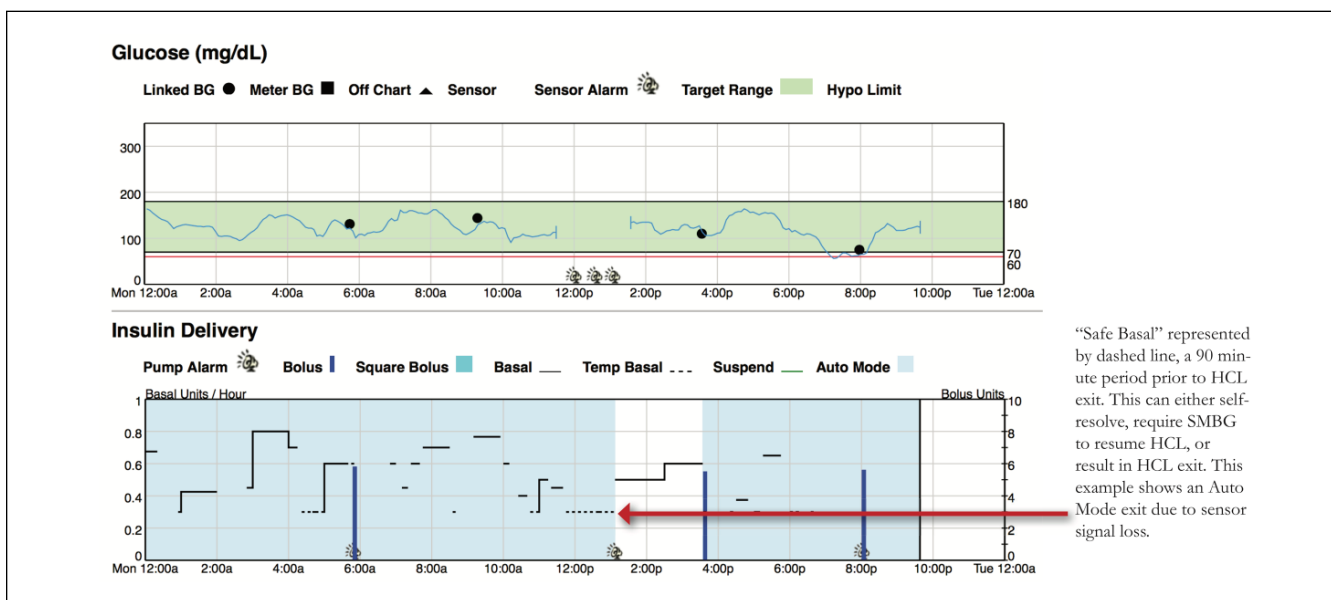 Glucose (mg/dL)
Linked BG Meter BG Off Chart Sensor Sensor Alarm Target Range Hypo Limit
300
200
180
100
70
60
0
Mon 12:00a 2:00a 4:00a 6:00a 8:00a 10:00a 12:00p 2:00p 4:00p 6:00p 8:00p 10:00p Tue 12:00a
Insulin Delivery
Pump Alarm Bolus Square Bolus Basal Temp Basal Suspend Auto Mode
Basal Units / Hour Bolus Units
1 10
0.8 8
0.6 6
0.4 4
0.2 2
0 0
Mon 12:00a 2:00a 4:00a 6:00a 8:00a 10:00a 12:00p 2:00p 4:00p 6:00p 8:00p 10:00p Tue 12:00a
“Safe Basal” represented
by dashed line, a 90 min-
ute period prior to HCL
exit. This can either self-
resolve, require SMBG
to resume HCL, or
result in HCL exit. This
example shows an Auto
Mode exit due to sensor
signal loss.